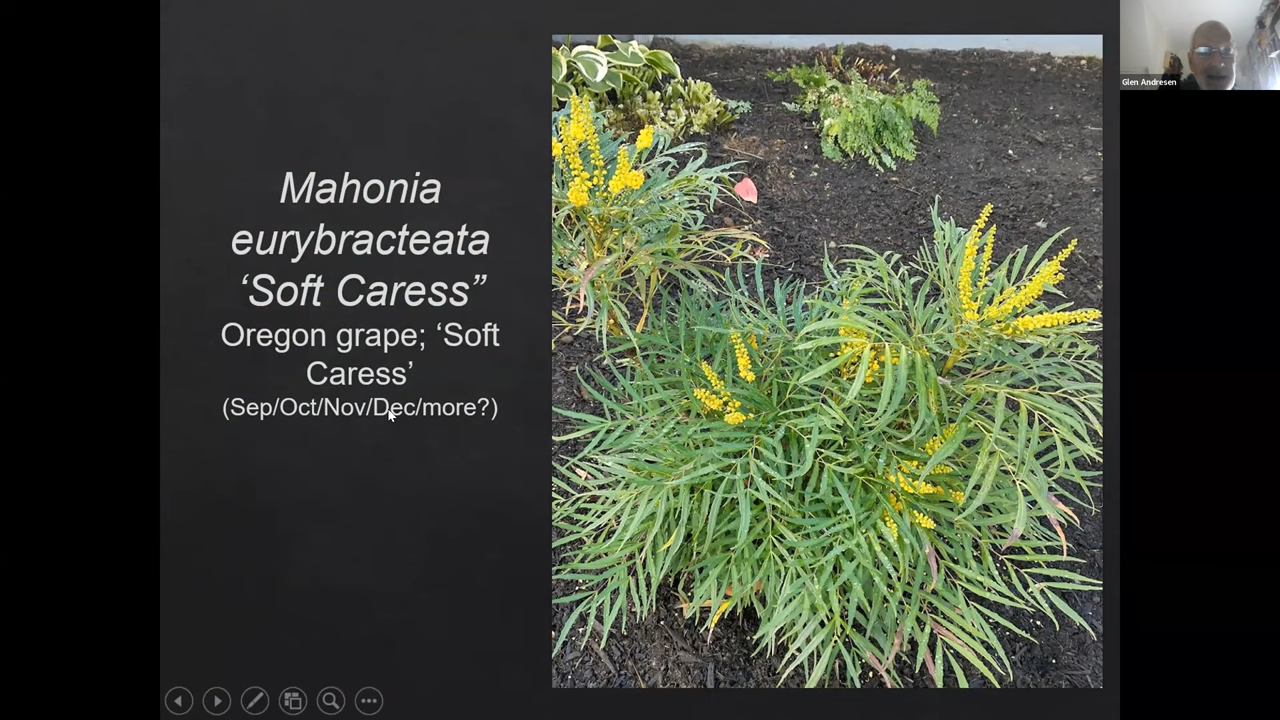 Mahonia
eurybracteata
‘Soft Caress”
Oregon grape; ‘Soft
Caress’
(Sep/Oct/Nov/Dec/more?)
Glen Andresen